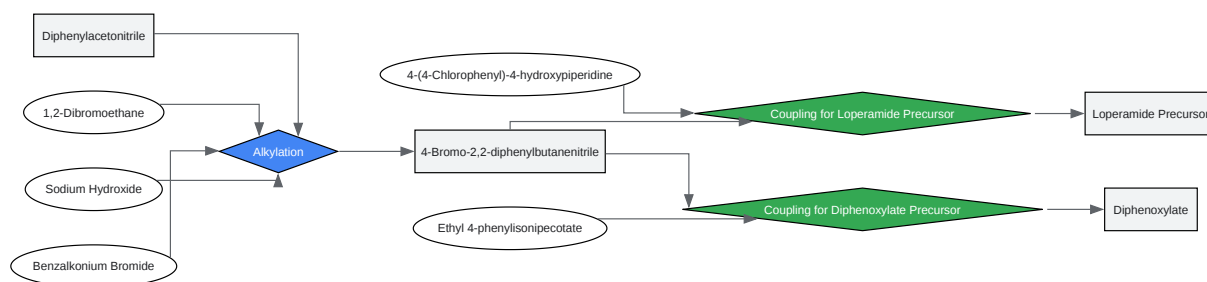 Diphenylacetonitrile
1,2-Dibromoethane
Sodium Hydroxide
Benzalkonium Bromide
Alkylation
4-(4-Chlorophenyl)-4-hydroxypiperidine
4-Bromo-2,2-diphenylbutanenitrile
Ethyl 4-phenylisonipecotate
Coupling for Loperamide Precursor
Coupling for Diphenoxylate Precursor
Loperamide Precursor
Diphenoxylate